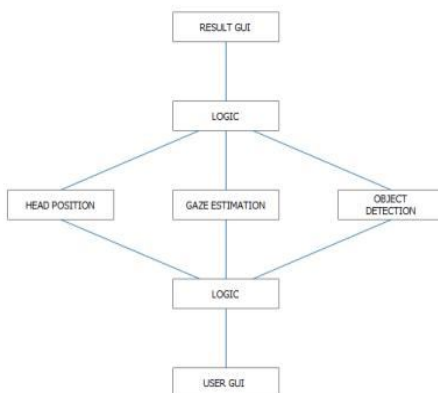 RESULT GUI
LOGIC
HEAD POSITION
GAZE ESTIMATION
OBJECT
DETECTION
LOGIC
USER GUI